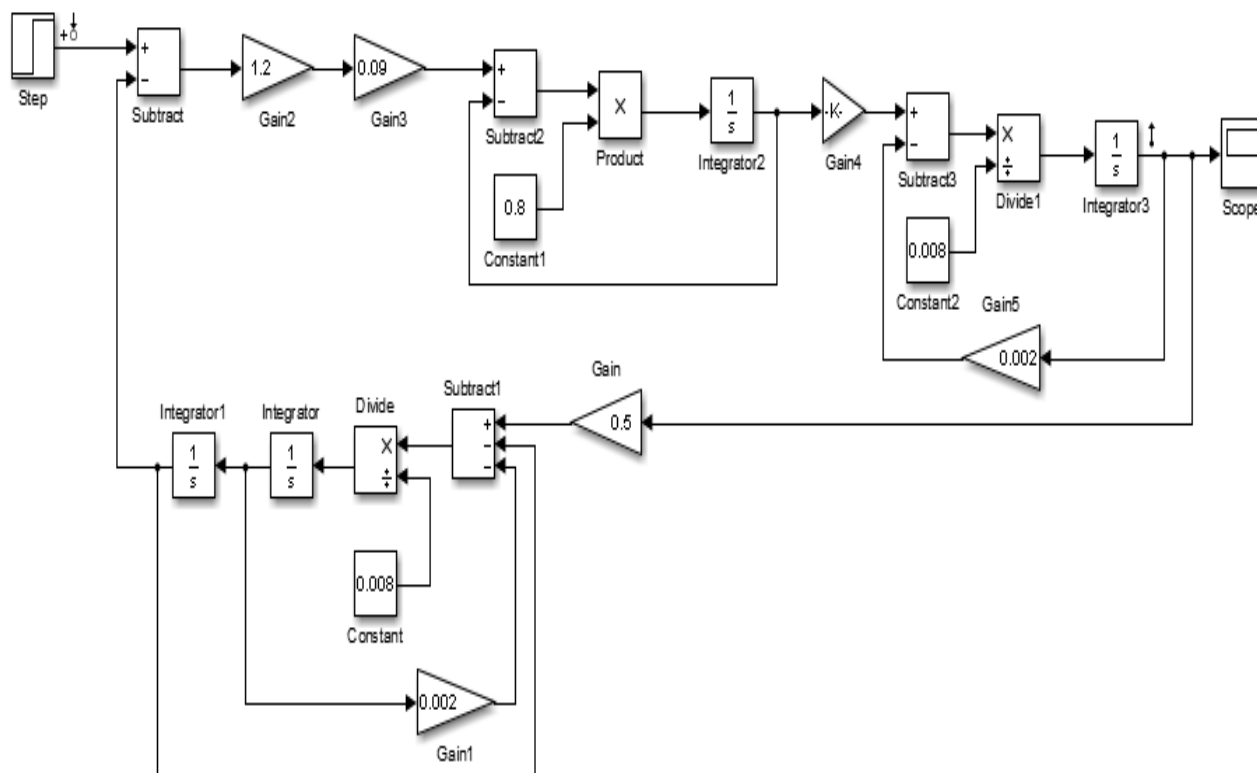 Step
+
−
Subtract
1.2
Gain2
0.09
Gain3
+
−
Subtract2
X
Product
0.8
Constant1
1
s
Integrator2
-K-
Gain4
+
−
Subtract3
X
÷
Divide1
0.008
Constant2
1
s
Integrator3
Scope
Gain5
0.002
Gain
0.5
Subtract1
+
−
−
Divide
X
÷
Integrator
1
s
Integrator1
1
s
0.008
Constant
0.002
Gain1